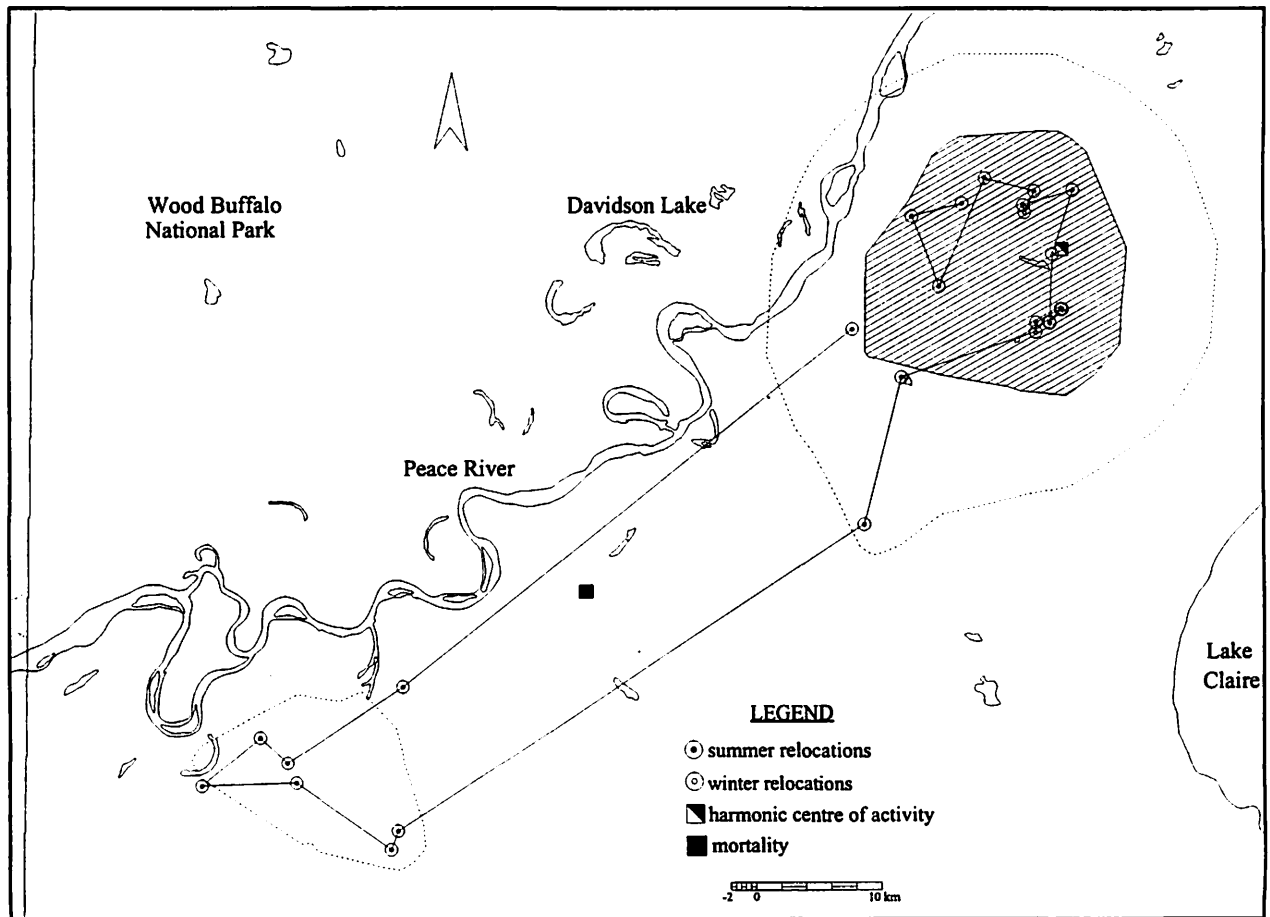 Wood Buffalo
National Park
Davidson Lake
Peace River
Lake
Claire
LEGEND
summer relocations
winter relocations
harmonic centre of activity
mortality
-2 0 10 km